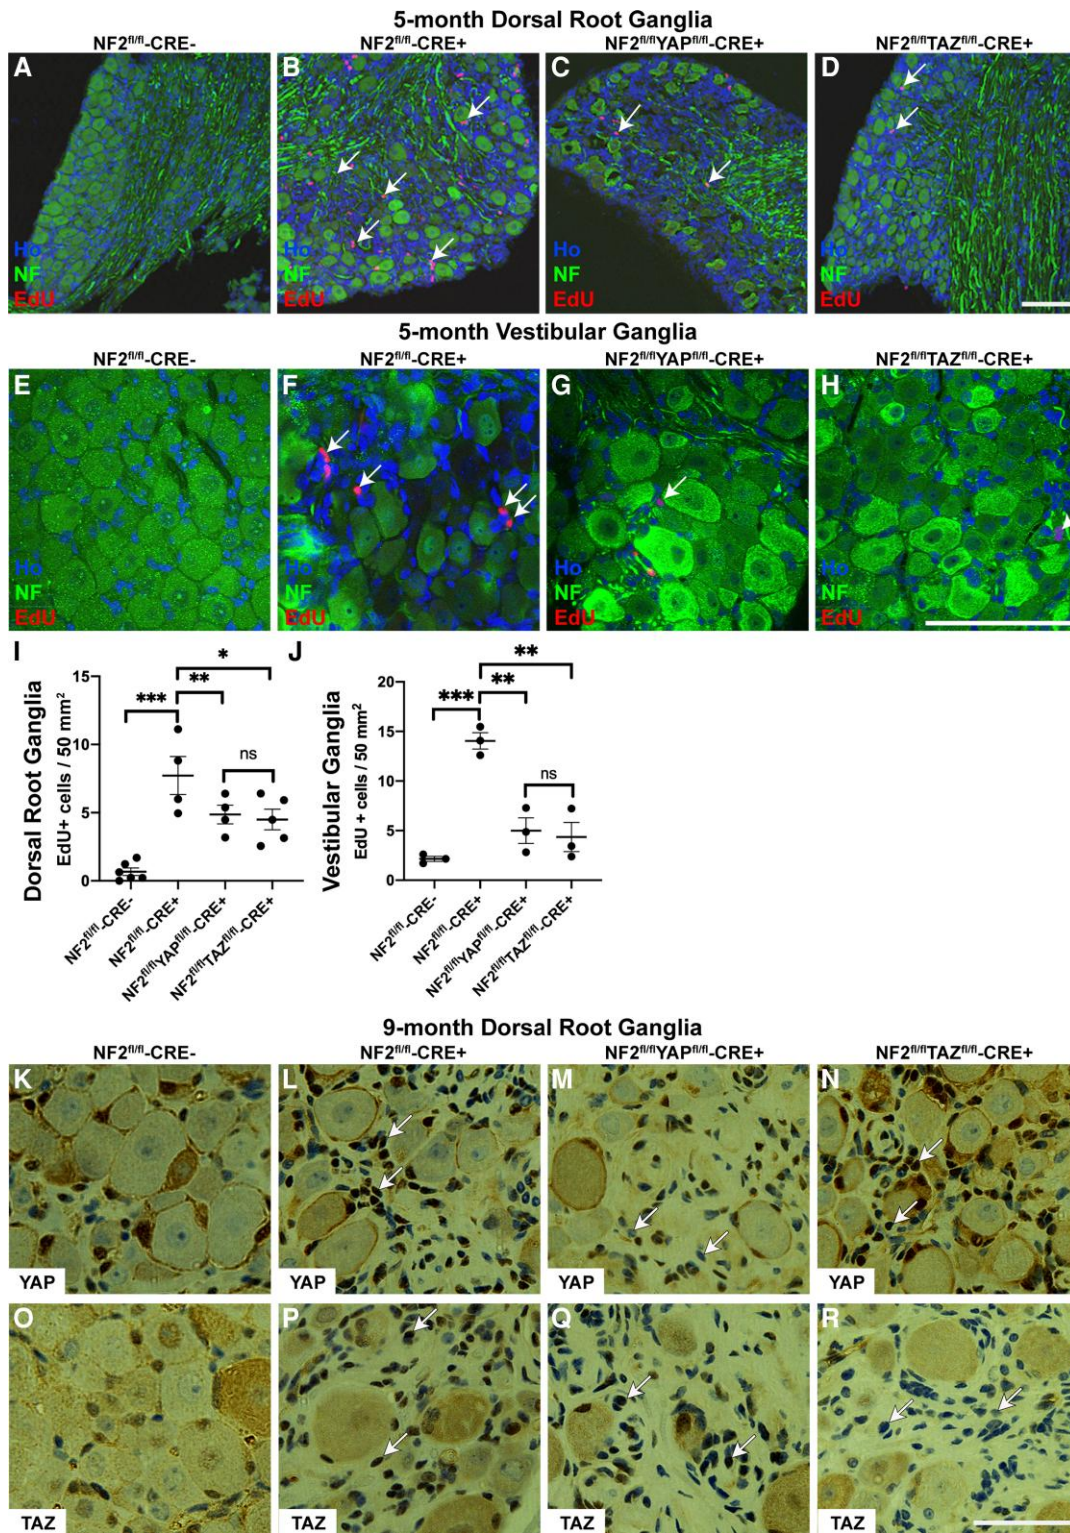 5-month Dorsal Root Ganglia
NF2fl/fl-CRE- NF2fl/fl-CRE+ NF2fl/flYAPfl/fl-CRE+ NF2fl/flTAZfl/fl-CRE+
A B C D
Ho Ho Ho Ho
NF NF NF NF
EdU EdU EdU EdU
5-month Vestibular Ganglia
NF2fl/fl-CRE- NF2fl/fl-CRE+ NF2fl/flYAPfl/fl-CRE+ NF2fl/flTAZfl/fl-CRE+
E F G H
Ho Ho Ho Ho
NF NF NF NF
EdU EdU EdU EdU
I
Dorsal Root Ganglia
EdU+ cells / 50 mm²
15
10
5
0
*** ** * ns
NF2fl/fl-CRE-
NF2fl/fl-CRE+
NF2fl/flYAPfl/fl-CRE+
NF2fl/flTAZfl/fl-CRE+
J
Vestibular Ganglia
EdU + cells / 50 mm²
20
15
10
5
0
*** ** ** ns
NF2fl/fl-CRE-
NF2fl/fl-CRE+
NF2fl/flYAPfl/fl-CRE+
NF2fl/flTAZfl/fl-CRE+
9-month Dorsal Root Ganglia
NF2fl/fl-CRE- NF2fl/fl-CRE+ NF2fl/flYAPfl/fl-CRE+ NF2fl/flTAZfl/fl-CRE+
K L M N
YAP YAP YAP YAP
O P Q R
TAZ TAZ TAZ TAZ